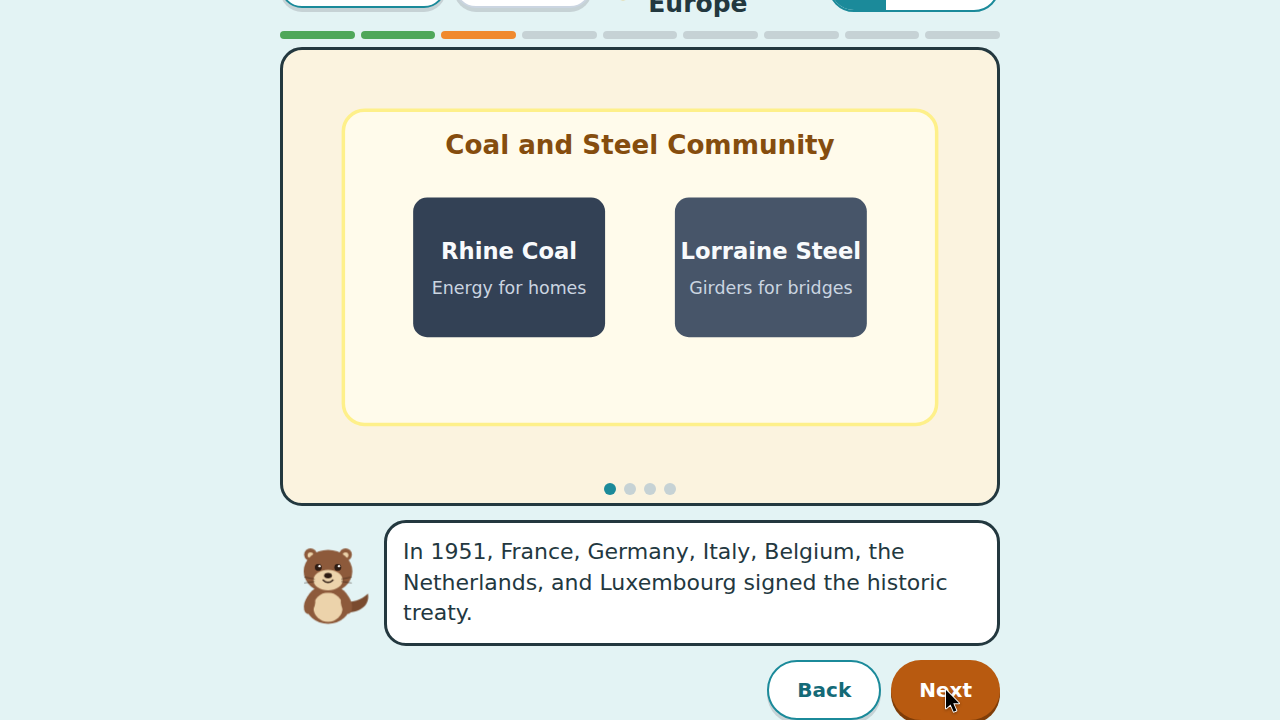 Europe
Coal and Steel Community
Rhine Coal
Energy for homes
Lorraine Steel
Girders for bridges
In 1951, France, Germany, Italy, Belgium, the
Netherlands, and Luxembourg signed the historic
treaty.
Back
Next